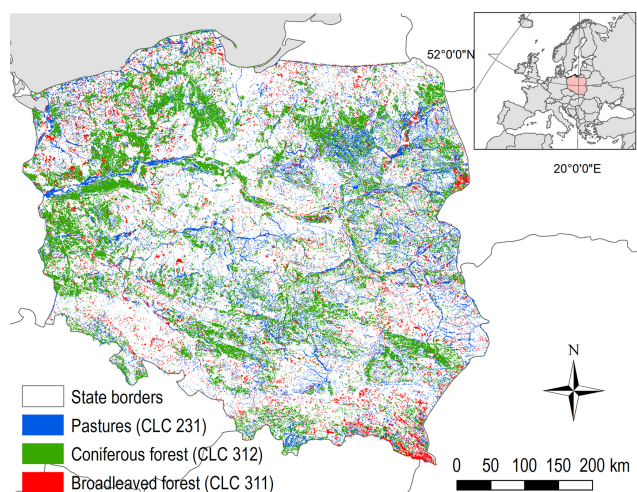 52°0'0"N
20°0'0"E
N
State borders
Pastures (CLC 231)
Coniferous forest (CLC 312)
Broadleaved forest (CLC 311)
0 50 100 150 200 km